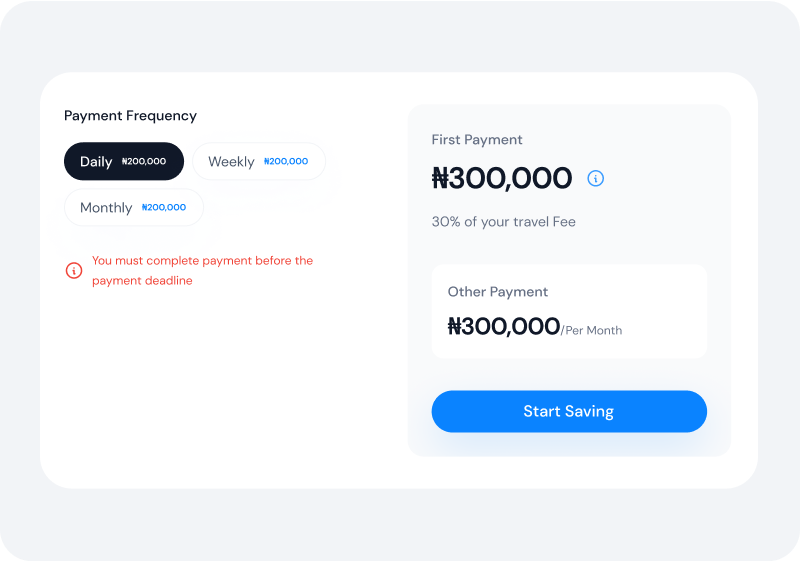 Payment Frequency
Daily ₦200,000
Weekly ₦200,000
Monthly ₦200,000
You must complete payment before the
payment deadline
First Payment
₦300,000
30% of your travel Fee
Other Payment
₦300,000/Per Month
Start Saving